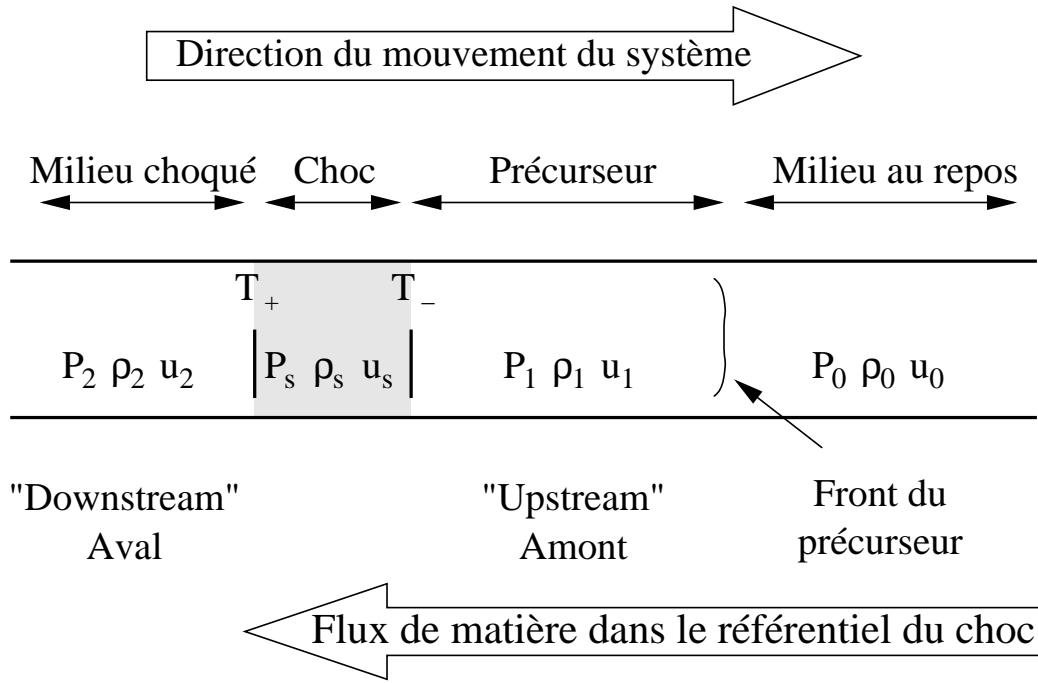 Direction du mouvement du système
Milieu choqué Choc Précurseur Milieu au repos
T+ T−
P2 ρ2 u2 Ps ρs us P1 ρ1 u1 P0 ρ0 u0
"Downstream" "Upstream" Front du
Aval Amont précurseur
Flux de matière dans le référentiel du choc